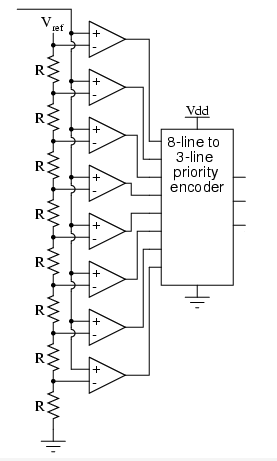 Vref
+
-
R
+
-
R
+
-
R
+
-
R
+
-
R
+
-
R
+
-
R
+
-
R
Vdd
8-line to
3-line
priority
encoder